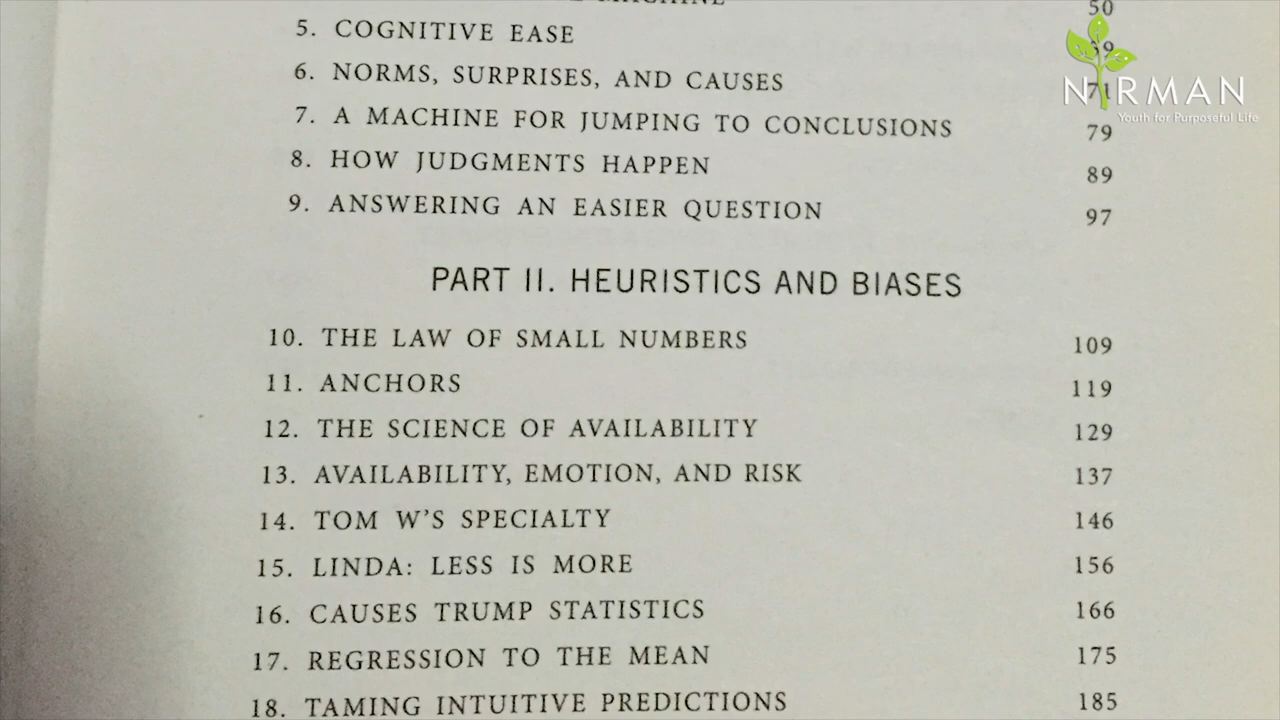 MACHINE 50
5. COGNITIVE EASE 59
6. NORMS, SURPRISES, AND CAUSES 71
7. A MACHINE FOR JUMPING TO CONCLUSIONS 79
8. HOW JUDGMENTS HAPPEN 89
9. ANSWERING AN EASIER QUESTION 97
PART II. HEURISTICS AND BIASES
10. THE LAW OF SMALL NUMBERS 109
11. ANCHORS 119
12. THE SCIENCE OF AVAILABILITY 129
13. AVAILABILITY, EMOTION, AND RISK 137
14. TOM W'S SPECIALTY 146
15. LINDA: LESS IS MORE 156
16. CAUSES TRUMP STATISTICS 166
17. REGRESSION TO THE MEAN 175
18. TAMING INTUITIVE PREDICTIONS 185
NIRMAN
Youth for Purposeful Life